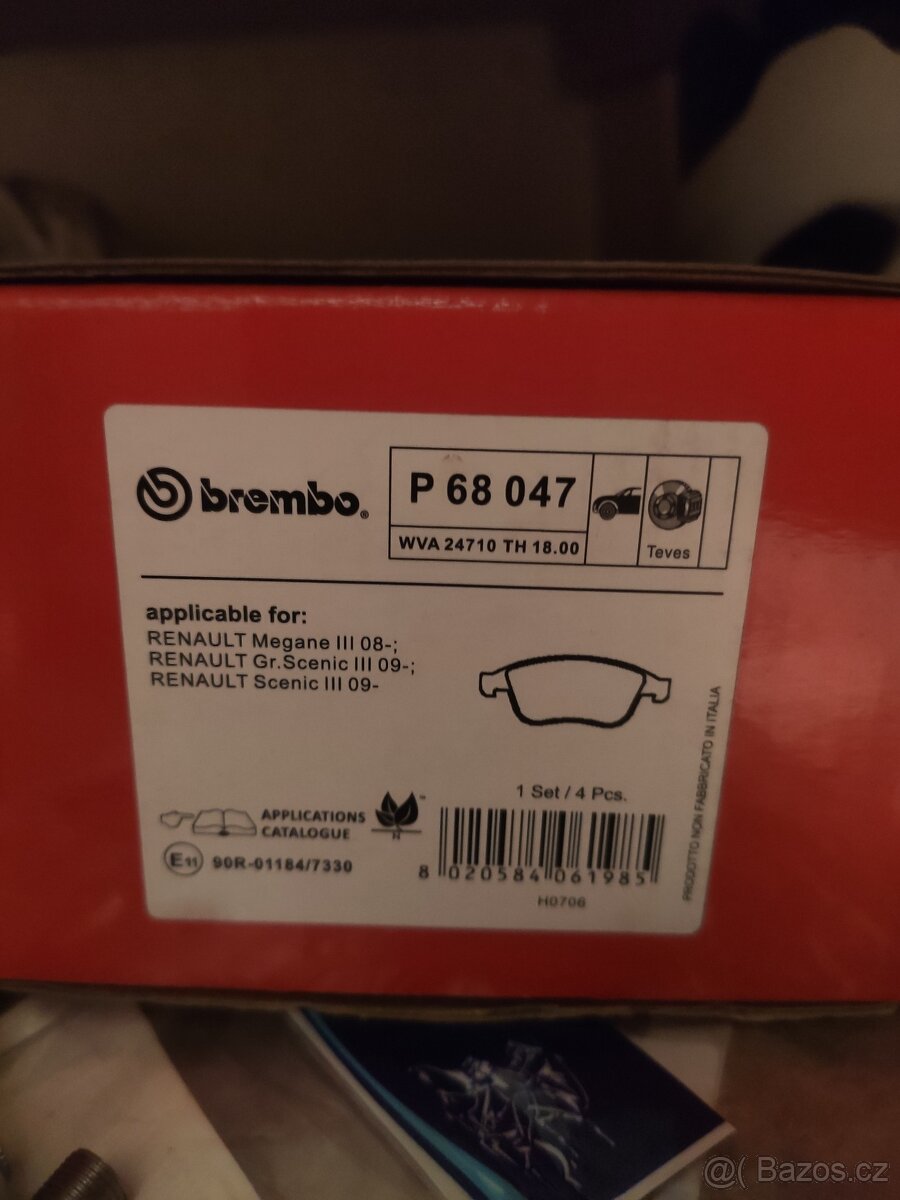 brembo®
P 68 047
WVA 24710 TH 18.00
Teves
applicable for:
RENAULT Megane III 08-;
RENAULT Gr.Scenic III 09-;
RENAULT Scenic III 09-
PRODOTTO NON FABBRICATO IN ITALIA
1 Set / 4 Pcs.
APPLICATIONS
CATALOGUE
E11 90R-01184/7330
8 020584 061985
H0706
@( Bazos.cz